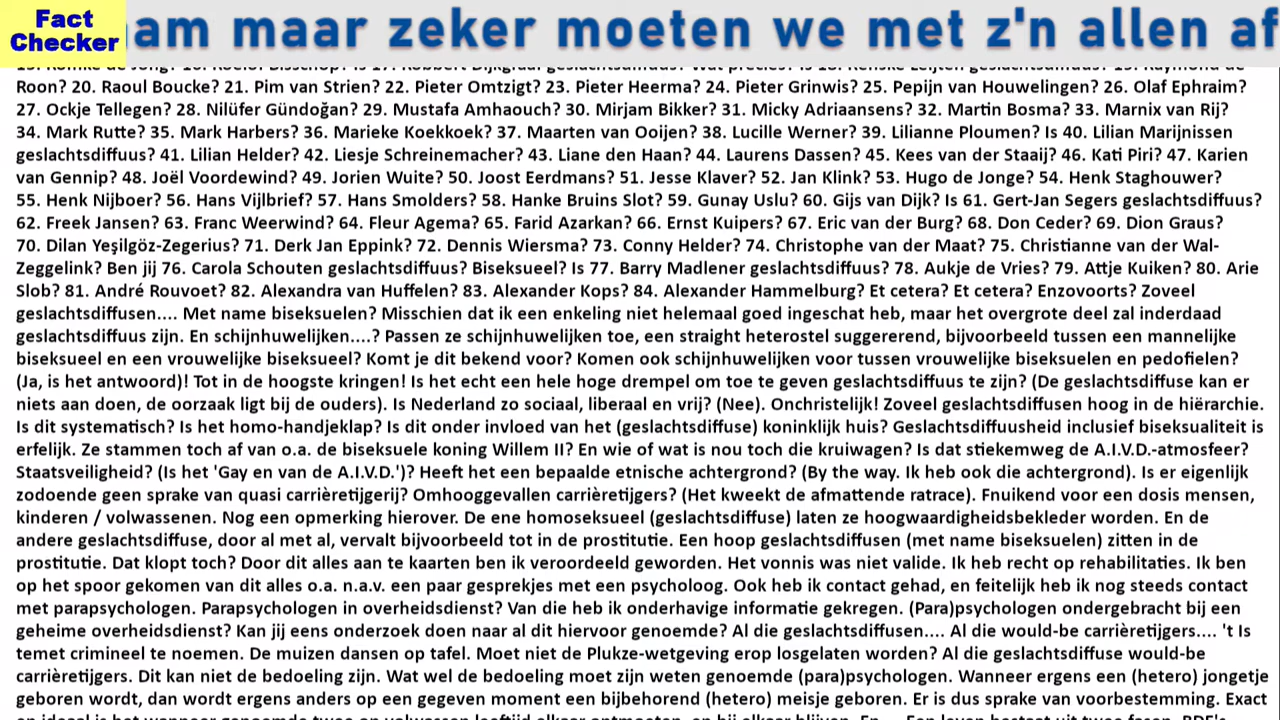 Fact
Checker
am maar zeker moeten we met z'n allen af
Roon? 20. Raoul Boucke? 21. Pim van Strien? 22. Pieter Omtzigt? 23. Pieter Heerma? 24. Pieter Grinwis? 25. Pepijn van Houwelingen? 26. Olaf Ephraim?
27. Ockje Tellegen? 28. Nilüfer Gündoğan? 29. Mustafa Amhaouch? 30. Mirjam Bikker? 31. Micky Adriaansens? 32. Martin Bosma? 33. Marnix van Rij?
34. Mark Rutte? 35. Mark Harbers? 36. Marieke Koekkoek? 37. Maarten van Ooijen? 38. Lucille Werner? 39. Lilianne Ploumen? Is 40. Lilian Marijnissen
geslachtsdiffuus? 41. Lilian Helder? 42. Liesje Schreinemacher? 43. Liane den Haan? 44. Laurens Dassen? 45. Kees van der Staaij? 46. Kati Piri? 47. Karien
van Gennip? 48. Joël Voordewind? 49. Jorien Wuite? 50. Joost Eerdmans? 51. Jesse Klaver? 52. Jan Klink? 53. Hugo de Jonge? 54. Henk Staghouwer?
55. Henk Nijboer? 56. Hans Vijlbrief? 57. Hans Smolders? 58. Hanke Bruins Slot? 59. Gunay Uslu? 60. Gijs van Dijk? Is 61. Gert-Jan Segers geslachtsdiffuus?
62. Freek Jansen? 63. Franc Weerwind? 64. Fleur Agema? 65. Farid Azarkan? 66. Ernst Kuipers? 67. Eric van der Burg? 68. Don Ceder? 69. Dion Graus?
70. Dilan Yeşilgöz-Zegerius? 71. Derk Jan Eppink? 72. Dennis Wiersma? 73. Conny Helder? 74. Christophe van der Maat? 75. Christianne van der Wal-
Zeggelink? Ben jij 76. Carola Schouten geslachtsdiffuus? Biseksueel? Is 77. Barry Madlener geslachtsdiffuus? 78. Aukje de Vries? 79. Attje Kuiken? 80. Arie
Slob? 81. André Rouvoet? 82. Alexandra van Huffelen? 83. Alexander Kops? 84. Alexander Hammelburg? Et cetera? Et cetera? Enzovoorts? Zoveel
geslachtsdiffusen.... Met name biseksuelen? Misschien dat ik een enkeling niet helemaal goed ingeschat heb, maar het overgrote deel zal inderdaad
geslachtsdiffuus zijn. En schijnhuwelijken....? Passen ze schijnhuwelijken toe, een straight heterostel suggererend, bijvoorbeeld tussen een mannelijke
biseksueel en een vrouwelijke biseksueel? Komt je dit bekend voor? Komen ook schijnhuwelijken voor tussen vrouwelijke biseksuelen en pedofielen?
(Ja, is het antwoord)! Tot in de hoogste kringen! Is het echt een hele hoge drempel om toe te geven geslachtsdiffuus te zijn? (De geslachtsdiffuse kan er
niets aan doen, de oorzaak ligt bij de ouders). Is Nederland zo sociaal, liberaal en vrij? (Nee). Onchristelijk! Zoveel geslachtsdiffusen hoog in de hiërarchie.
Is dit systematisch? Is het homo-handjeklap? Is dit onder invloed van het (geslachtsdiffuse) koninklijk huis? Geslachtsdiffuusheid inclusief biseksualiteit is
erfelijk. Ze stammen toch af van o.a. de biseksuele koning Willem II? En wie of wat is nou toch die kruiwagen? Is dat stiekemweg de A.I.V.D.-atmosfeer?
Staatsveiligheid? (Is het 'Gay en van de A.I.V.D.')? Heeft het een bepaalde etnische achtergrond? (By the way. Ik heb ook die achtergrond). Is er eigenlijk
zodoende geen sprake van quasi carrièretijgerij? Omhooggevallen carrièretijgers? (Het kweekt de afmattende ratrace). Fnuikend voor een dosis mensen,
kinderen / volwassenen. Nog een opmerking hierover. De ene homoseksueel (geslachtsdiffuse) laten ze hoogwaardigheidsbekleder worden. En de
andere geslachtsdiffuse, door al met al, vervalt bijvoorbeeld tot in de prostitutie. Een hoop geslachtsdiffusen (met name biseksuelen) zitten in de
prostitutie. Dat klopt toch? Door dit alles aan te kaarten ben ik veroordeeld geworden. Het vonnis was niet valide. Ik heb recht op rehabilitaties. Ik ben
op het spoor gekomen van dit alles o.a. n.a.v. een paar gesprekjes met een psycholoog. Ook heb ik contact gehad, en feitelijk heb ik nog steeds contact
met parapsychologen. Parapsychologen in overheidsdienst? Van die heb ik onderhavige informatie gekregen. (Para)psychologen ondergebracht bij een
geheime overheidsdienst? Kan jij eens onderzoek doen naar al dit hiervoor genoemde? Al die geslachtsdiffusen.... Al die would-be carrièretijgers.... 't Is
temet crimineel te noemen. De muizen dansen op tafel. Moet niet de Plukze-wetgeving erop losgelaten worden? Al die geslachtsdiffuse would-be
carrièretijgers. Dit kan niet de bedoeling zijn. Wat wel de bedoeling moet zijn weten genoemde (para)psychologen. Wanneer ergens een (hetero) jongetje
geboren wordt, dan wordt ergens anders op een gegeven moment een bijbehorend (hetero) meisje geboren. Er is dus sprake van voorbestemming. Exact